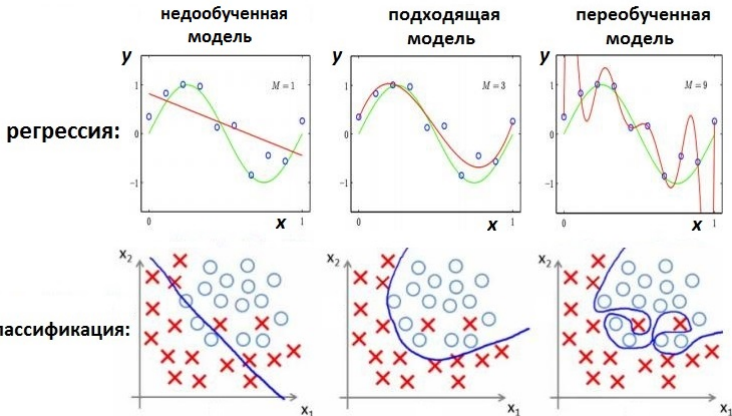 недообученная
модель
подходящая
модель
переобученная
модель
регрессия:
y
1
0
−1
M = 1
0
x
1
y
1
0
−1
M = 3
0
x
1
y
1
0
−1
M = 9
0
x
1
лассификация:
x2
x1
x2
x1
x2
x1